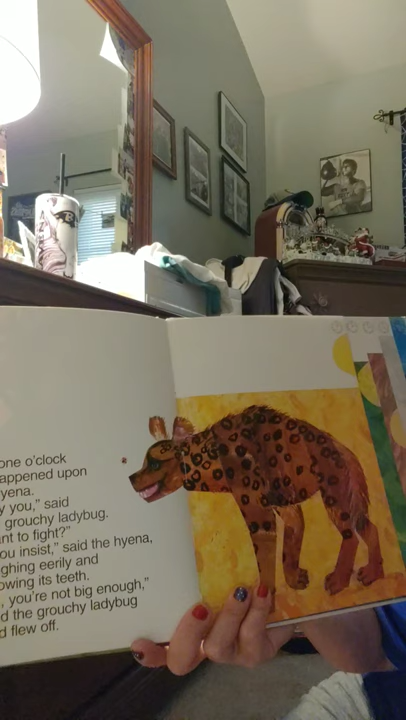 one o'clock
appened upon
yena.
y you," said
grouchy ladybug.
ant to fight?"
ou insist," said the hyena,
ghing eerily and
owing its teeth.
, you're not big enough,"
d the grouchy ladybug
d flew off.